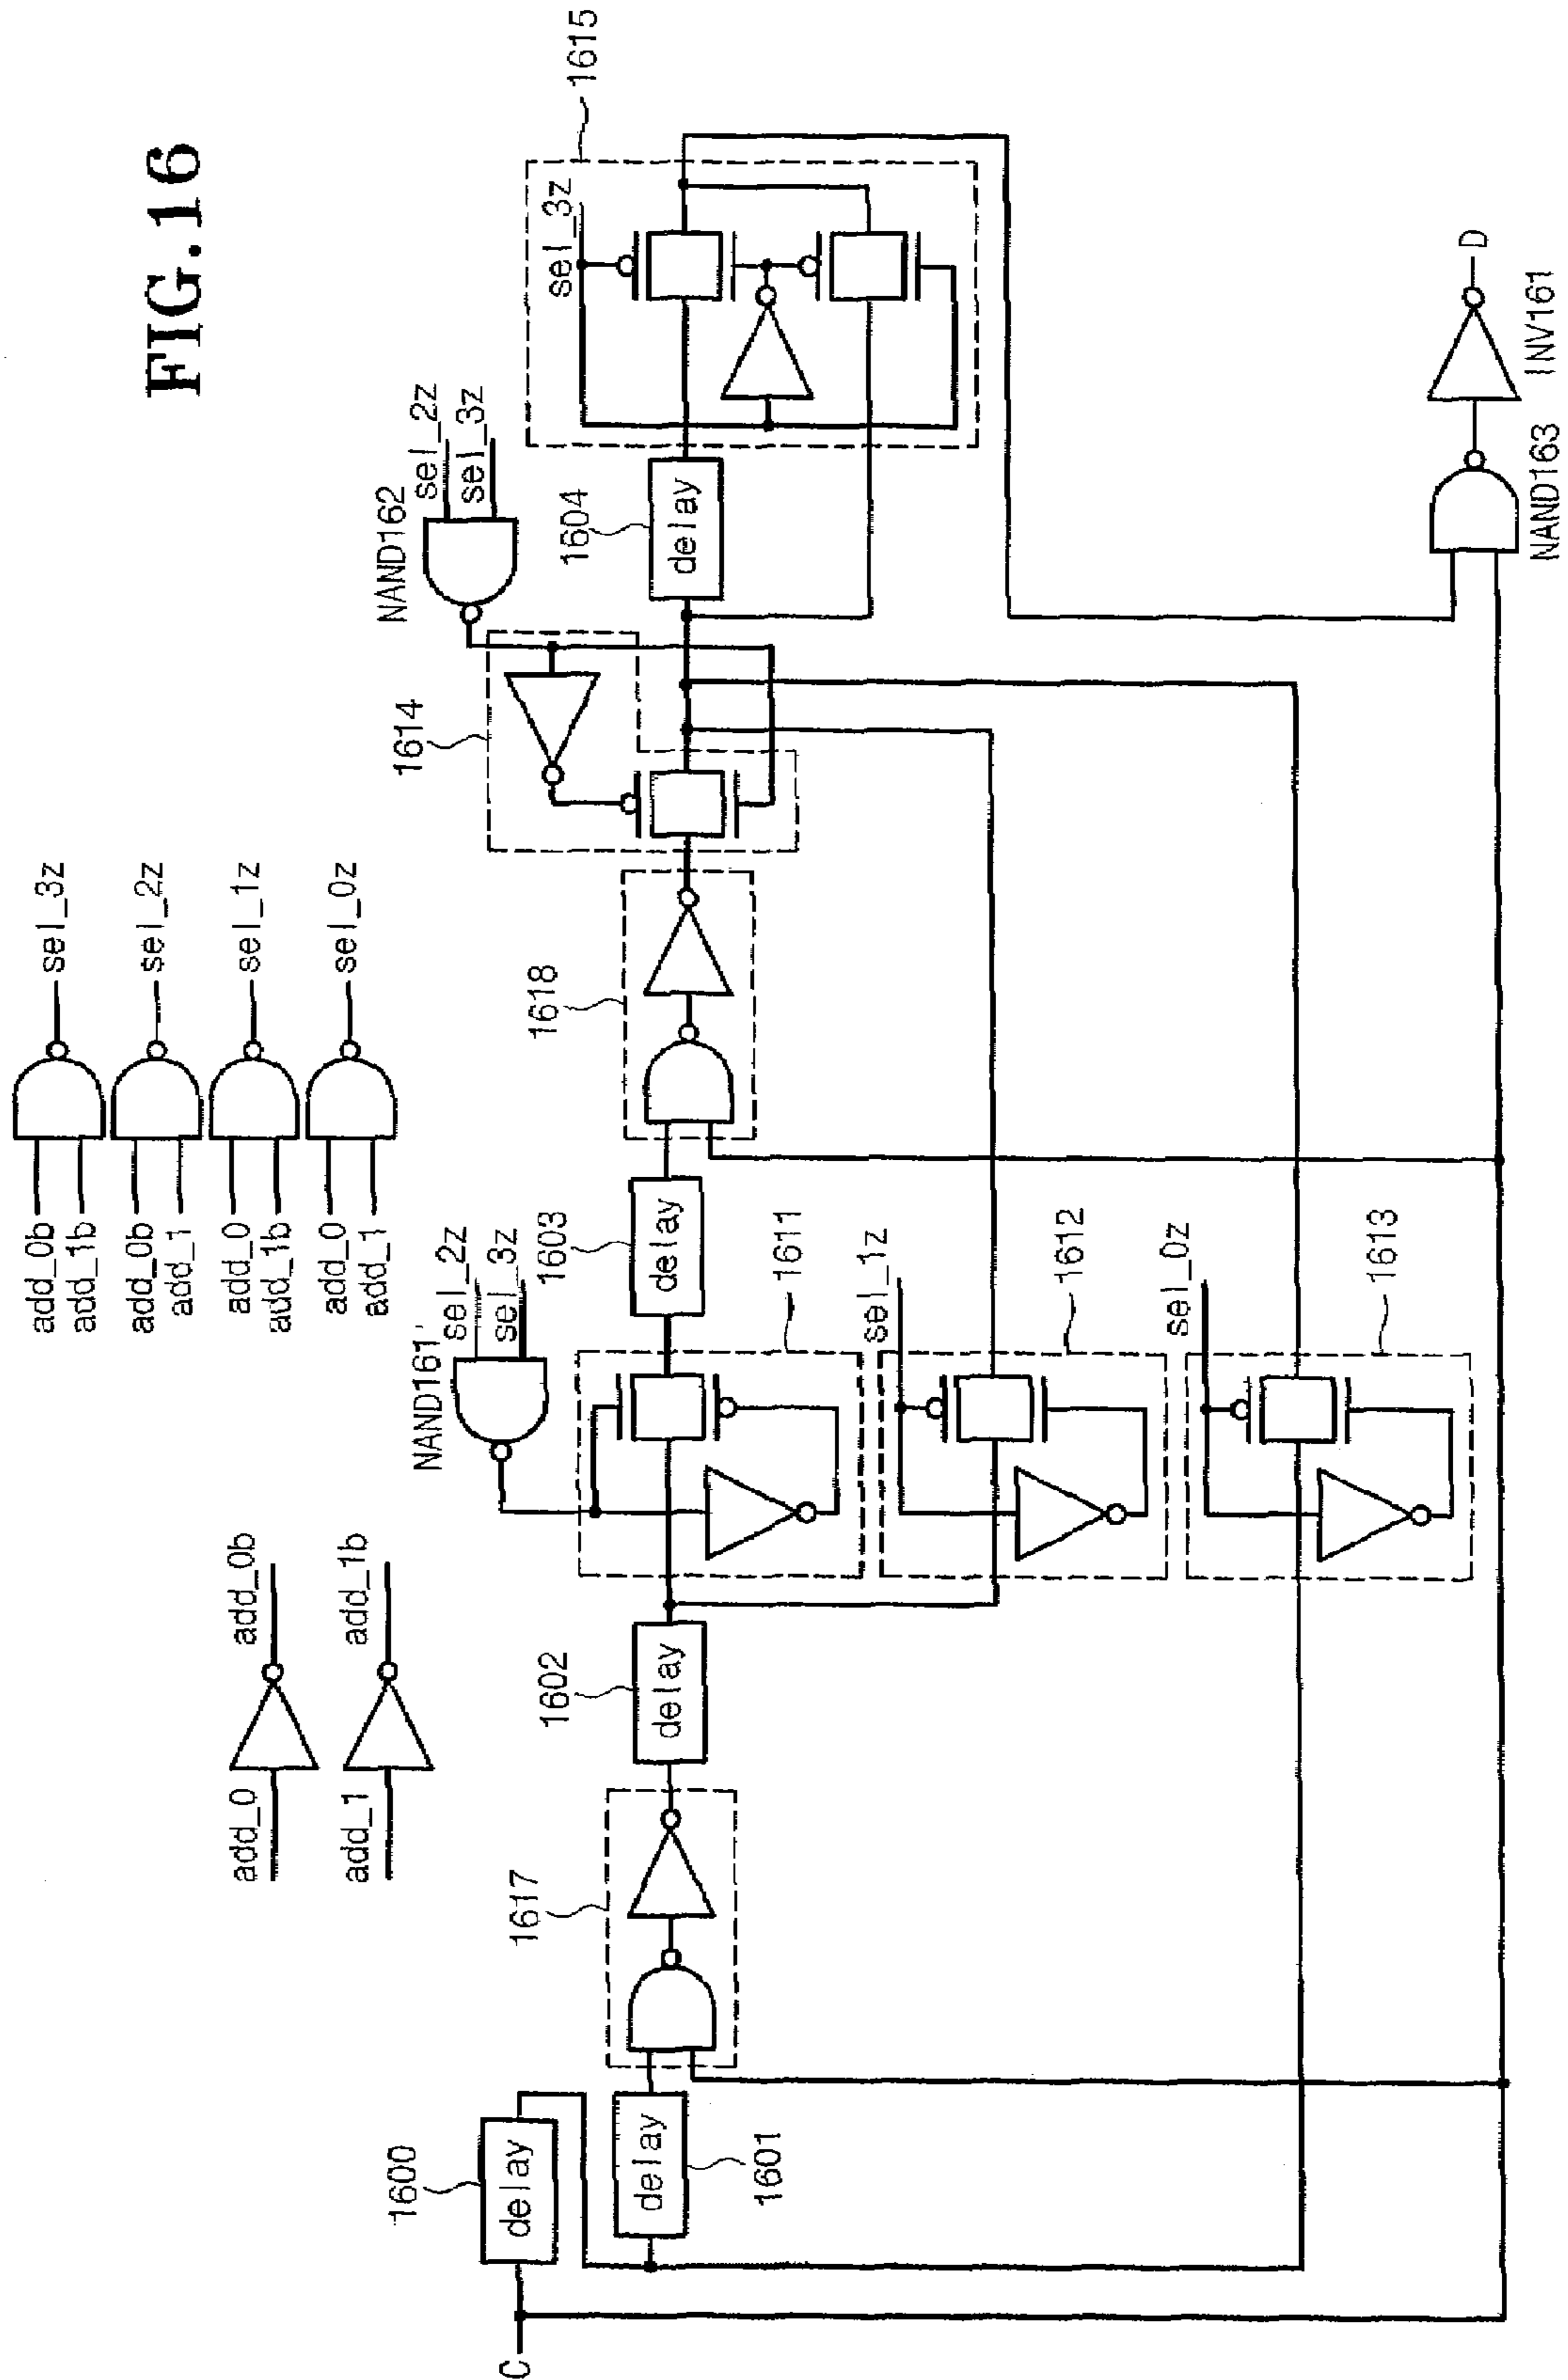 FIG.16
add_0b
add_1b
sel_3z
add_0b
add_1
sel_2z
add_0
add_1b
sel_1z
add_0
add_1
sel_0z
add_0
add_0b
add_1
add_1b
C
1600
delay
delay
1601
1617
1602
delay
NAND161'
sel_2z
sel_3z
1611
1603
delay
sel_1z
1612
sel_0z
1613
1618
1614
NAND162
sel_2z
sel_3z
1604
delay
sel_3z
1615
NAND163
INV161
D